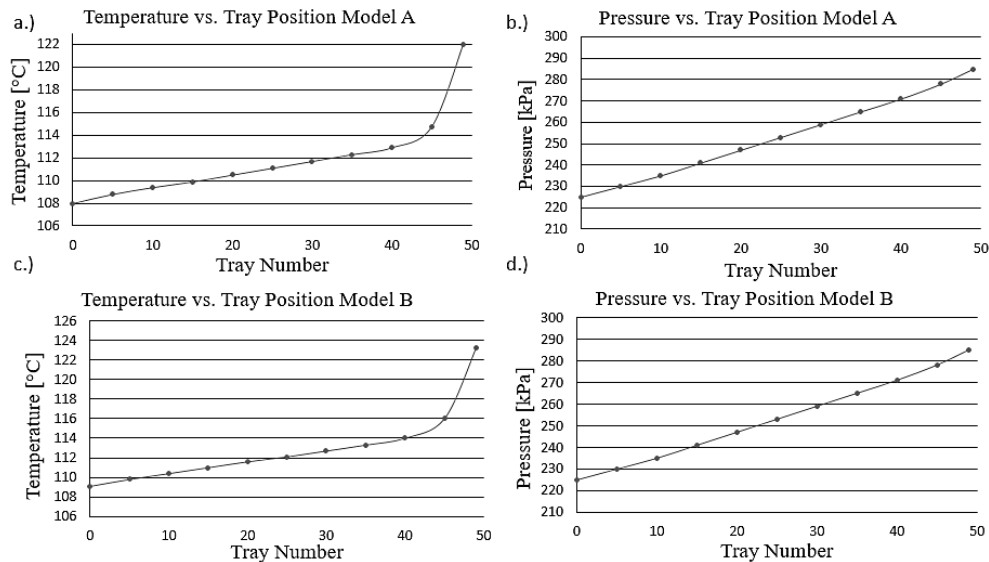 a.)
Temperature vs. Tray Position Model A
Temperature [°C]
122
120
118
116
114
112
110
108
106
0 10 20 30 40 50
Tray Number
b.)
Pressure vs. Tray Position Model A
Pressure [kPa]
300
290
280
270
260
250
240
230
220
210
0 10 20 30 40 50
Tray Number
c.)
Temperature vs. Tray Position Model B
Temperature [°C]
126
124
122
120
118
116
114
112
110
108
106
0 10 20 30 40 50
Tray Number
d.)
Pressure vs. Tray Position Model B
Pressure [kPa]
300
290
280
270
260
250
240
230
220
210
0 10 20 30 40 50
Tray Number